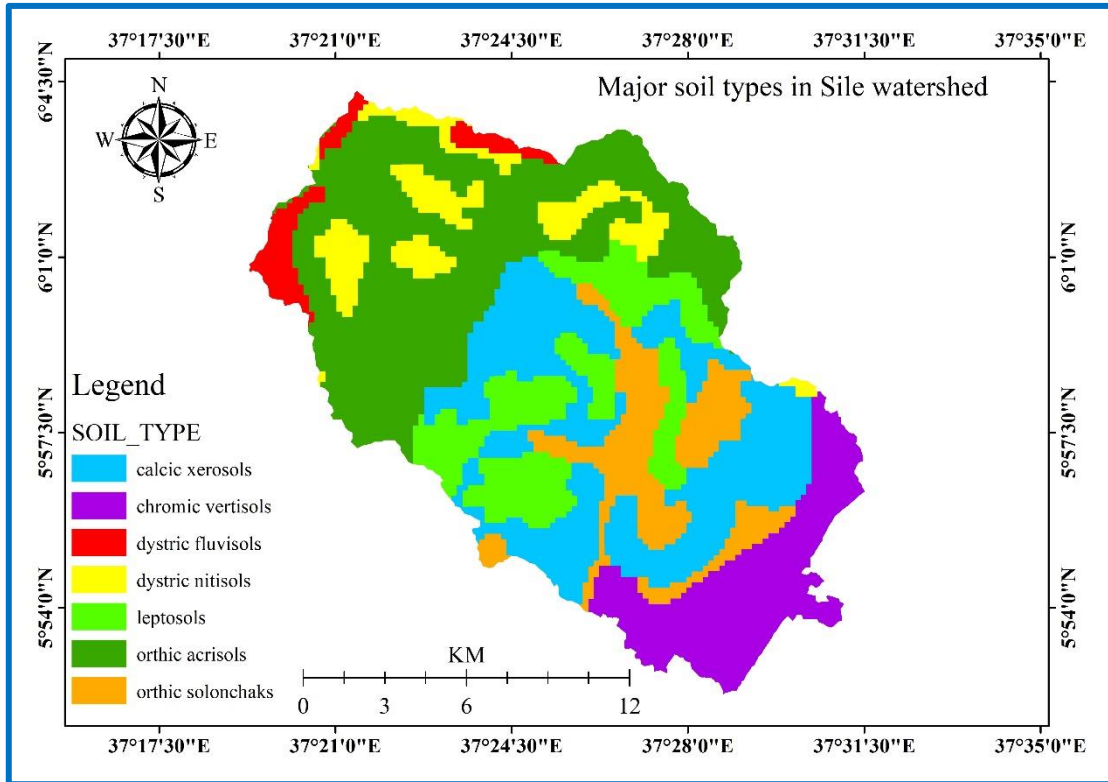 37°17'30"E 37°21'0"E 37°24'30"E 37°28'0"E 37°31'30"E 37°35'0"E
6°4'30"N 6°4'30"N
Major soil types in Sile watershed
N
W E
S
6°1'0"N 6°1'0"N
Legend
SOIL_TYPE
5°57'30"N 5°57'30"N
calcic xerosols
chromic vertisols
dystric fluvisols
dystric nitisols
5°54'0"N 5°54'0"N
leptosols
orthic acrisols
orthic solonchaks
KM
0 3 6 12
37°17'30"E 37°21'0"E 37°24'30"E 37°28'0"E 37°31'30"E 37°35'0"E